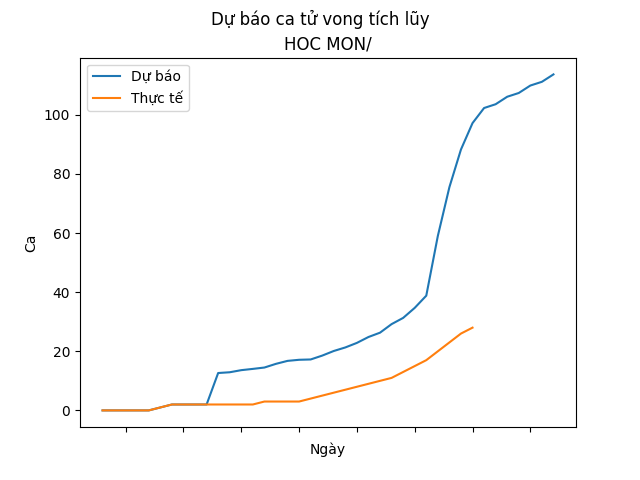 Dự báo ca tử vong tích lũy
HOC MON/
Dự báo
Thực tế
100
80
60
40
20
0
Ca
Ngày